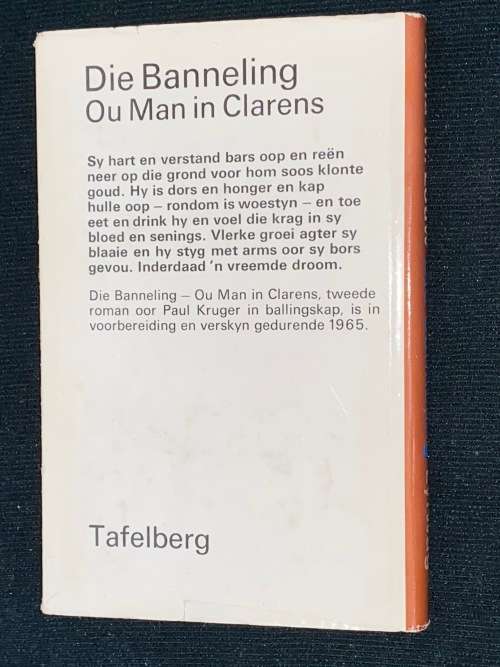 Die Banneling
Ou Man in Clarens
Sy hart en verstand bars oop en reën
neer op die grond voor hom soos klonte
goud. Hy is dors en honger en kap
hulle oop – rondom is woestyn – en toe
eet en drink hy en voel die krag in sy
bloed en senings. Vlerke groei agter sy
blaaie en hy styg met arms oor sy bors
gevou. Inderdaad 'n vreemde droom.
Die Banneling – Ou Man in Clarens, tweede
roman oor Paul Kruger in ballingskap, is in
voorbereiding en verskyn gedurende 1965.
Tafelberg